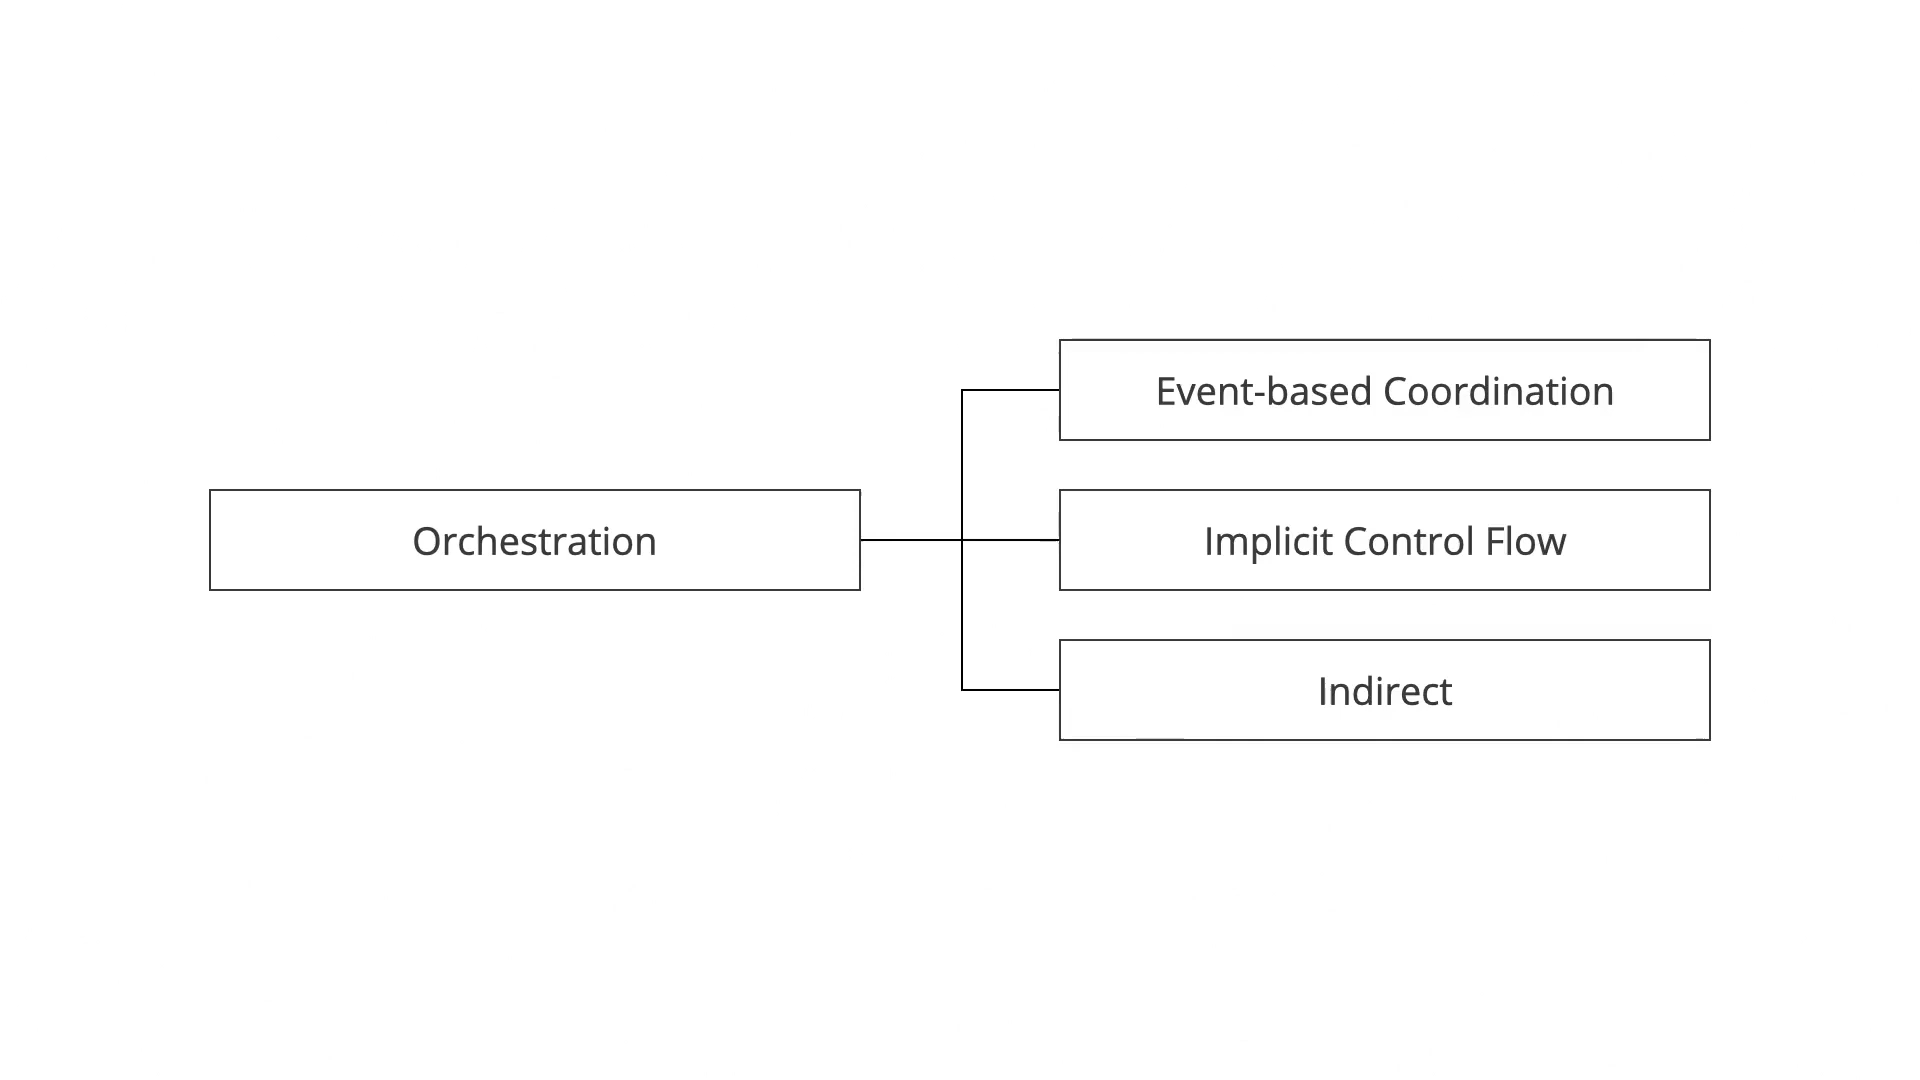 Orchestration
Event-based Coordination
Implicit Control Flow
Indirect